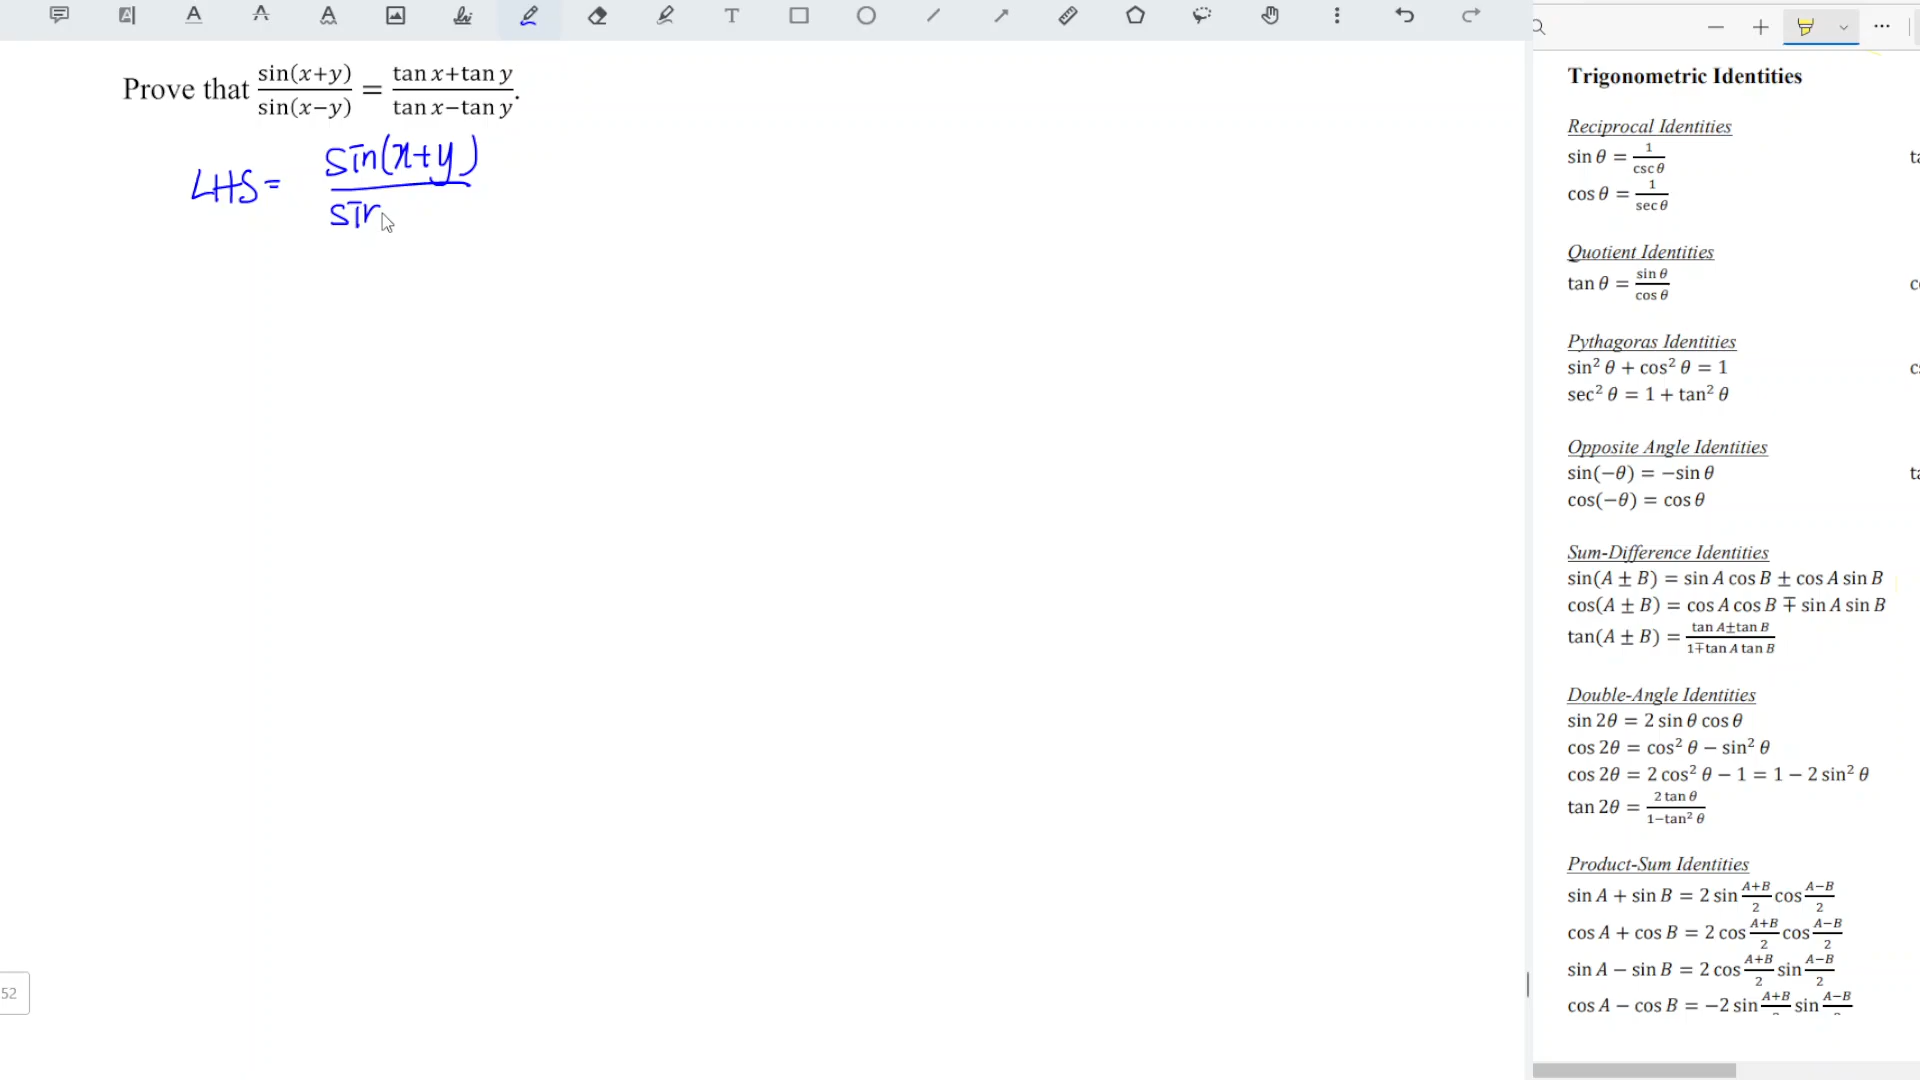 Prove that sin(x+y)/sin(x−y) = tan x+tan y/tan x−tan y.
LHS = sin(x+y)
sin
52
Trigonometric Identities
Reciprocal Identities
sin θ = 1/csc θ
cos θ = 1/sec θ
Quotient Identities
tan θ = sin θ/cos θ
Pythagoras Identities
sin² θ + cos² θ = 1
sec² θ = 1 + tan² θ
Opposite Angle Identities
sin(−θ) = −sin θ
cos(−θ) = cos θ
Sum-Difference Identities
sin(A ± B) = sin A cos B ± cos A sin B
cos(A ± B) = cos A cos B ∓ sin A sin B
tan(A ± B) = tan A±tan B/1∓tan A tan B
Double-Angle Identities
sin 2θ = 2 sin θ cos θ
cos 2θ = cos² θ − sin² θ
cos 2θ = 2 cos² θ − 1 = 1 − 2 sin² θ
tan 2θ = 2 tan θ/1−tan² θ
Product-Sum Identities
sin A + sin B = 2 sin A+B/2 cos A−B/2
cos A + cos B = 2 cos A+B/2 cos A−B/2
sin A − sin B = 2 cos A+B/2 sin A−B/2
cos A − cos B = −2 sin A+B sin A−B